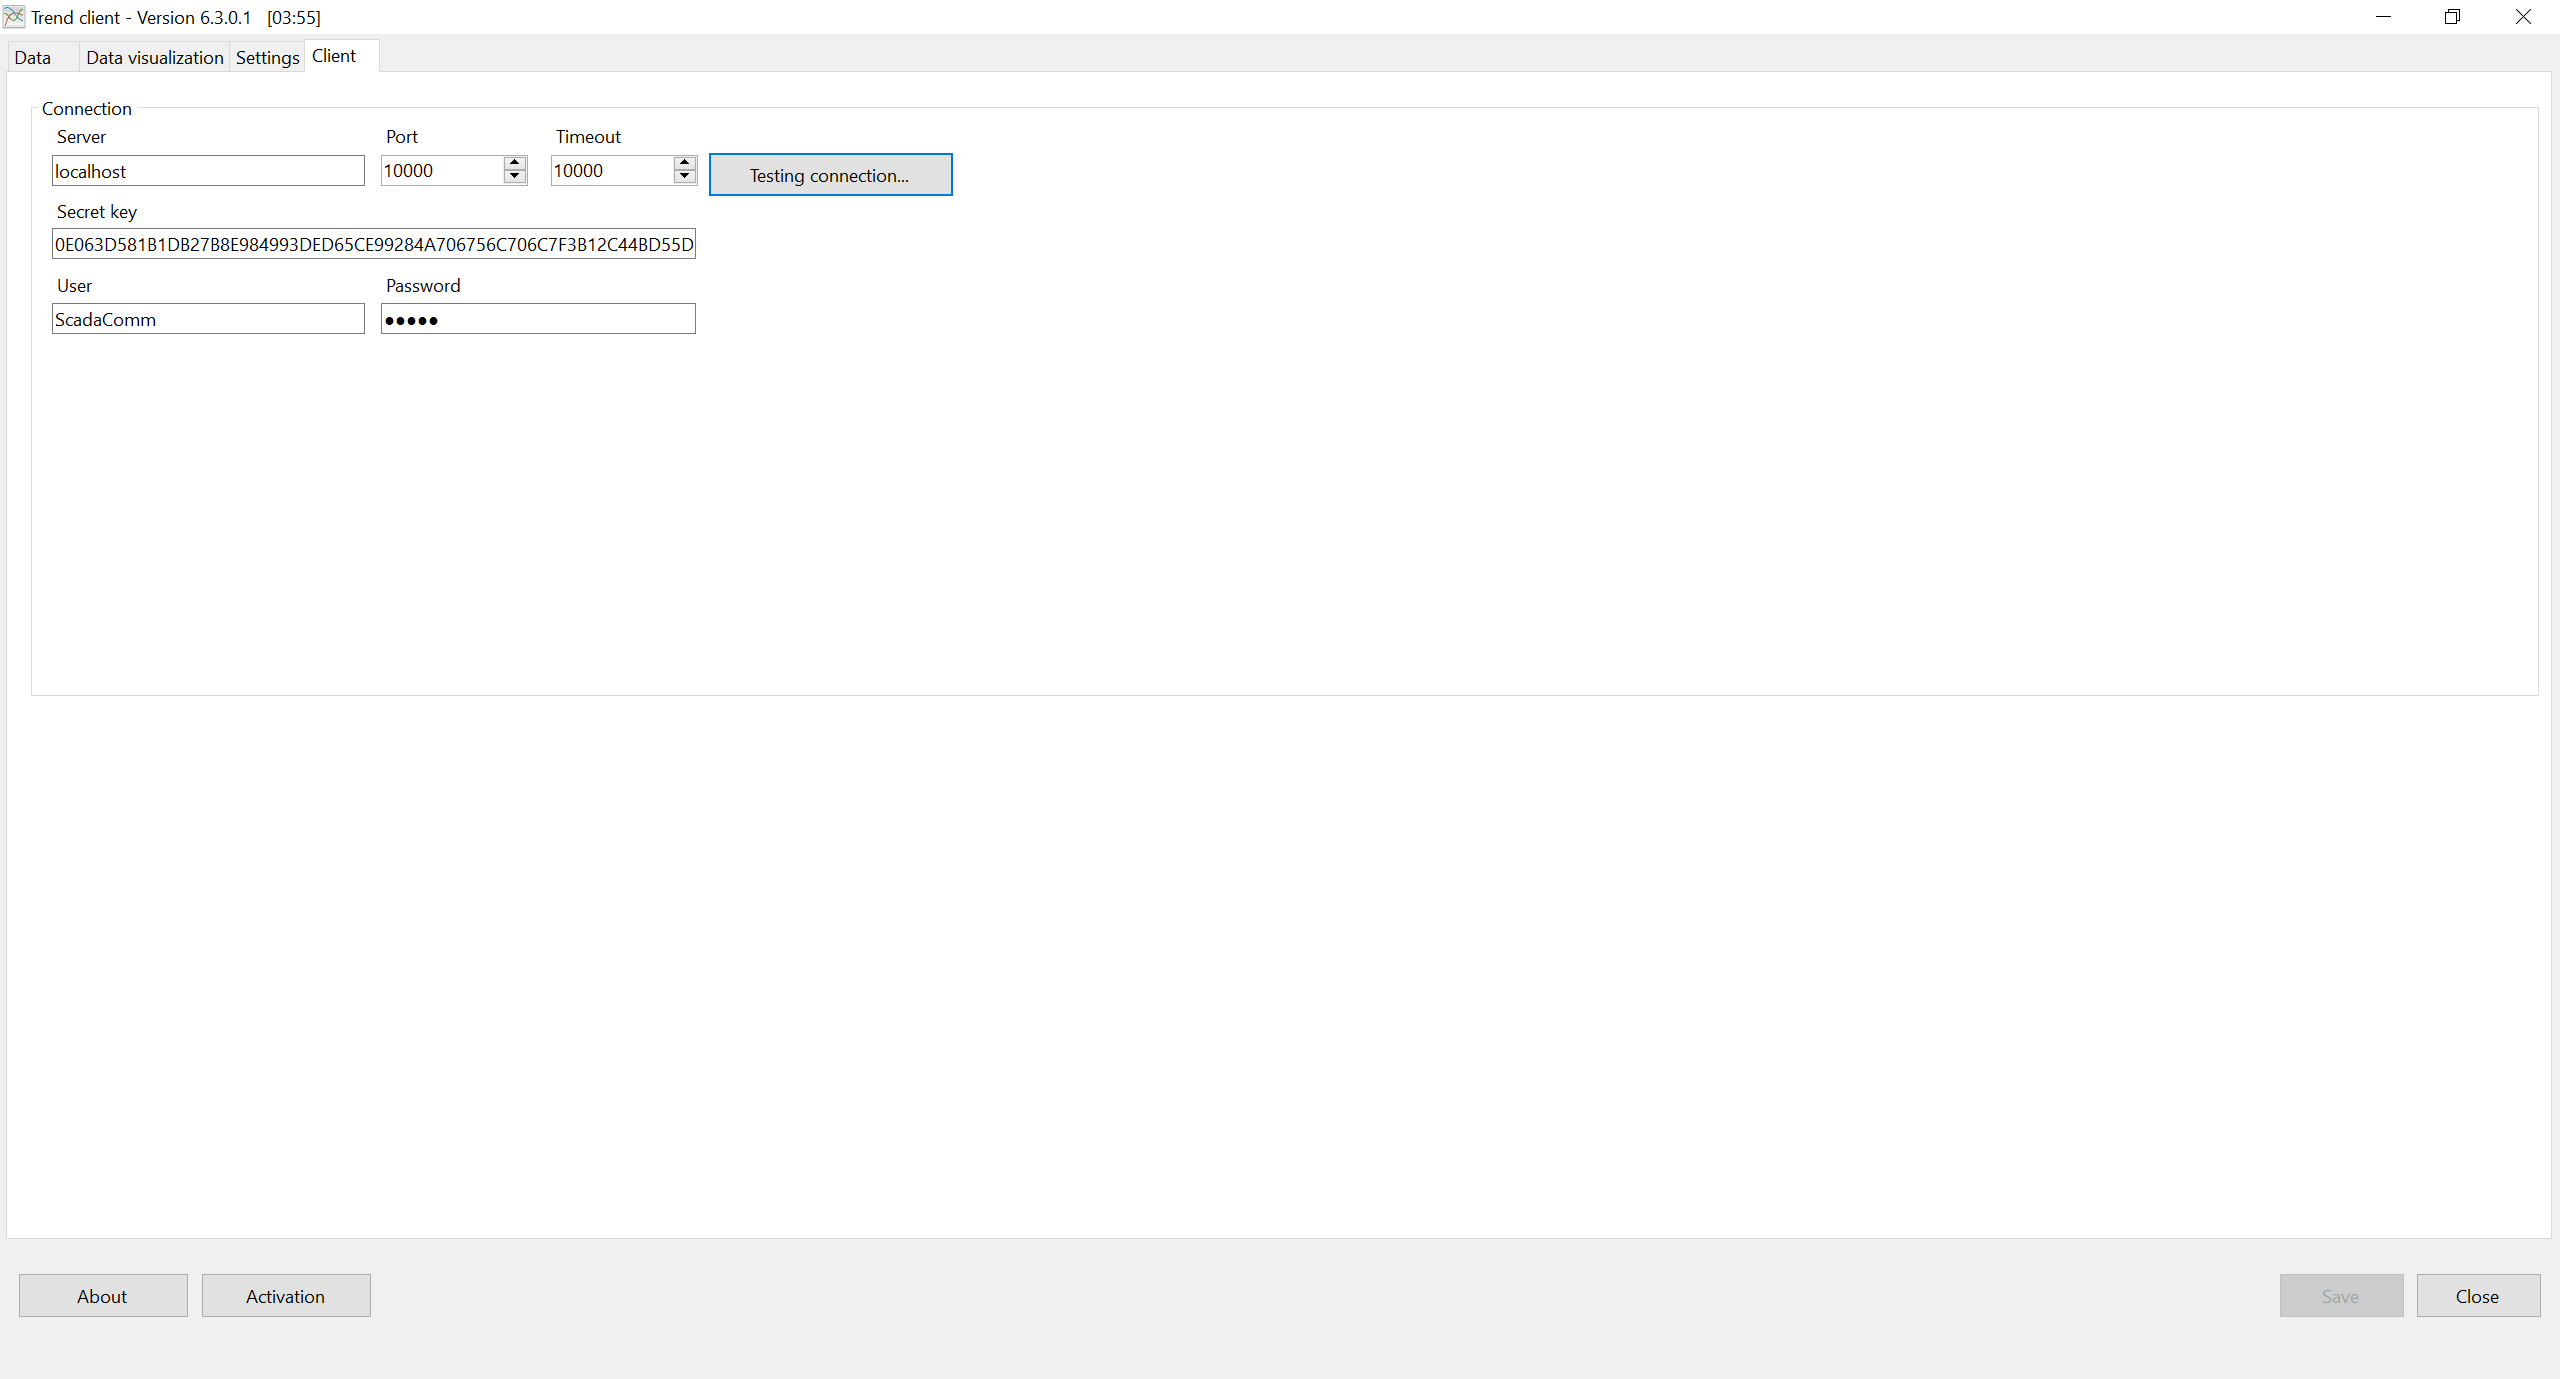 Trend client - Version 6.3.0.1 [03:55]
Data Data visualization Settings Client
Connection
Server Port Timeout
localhost 10000 10000 Testing connection...
Secret key
0E063D581B1DB27B8E984993DED65CE99284A706756C706C7F3B12C44BD55D
User Password
ScadaComm ●●●●●
About Activation Save Close